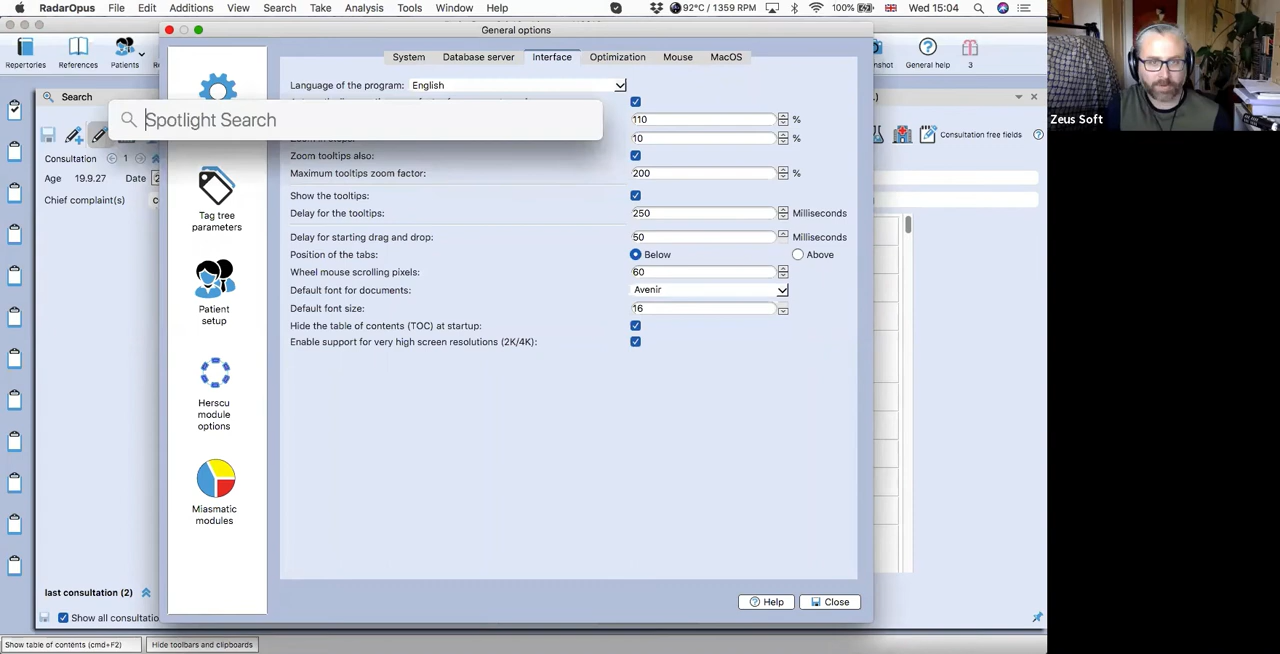 RadarOpus File Edit Additions View Search Take Analysis Tools Window Help 92°C / 1359 RPM 100% Wed 15:04
General options
Repertories References Patients General help 3
System Database server Interface Optimization Mouse MacOS
Search
Language of the program: English
Spotlight Search
110 %
10 %
Consultation free fields
Zoom tooltips also:
Consultation 1
Maximum tooltips zoom factor: 200 %
Age 19.9.27 Date 2
Show the tooltips:
Chief complaint(s)
Tag tree parameters
Delay for the tooltips: 250 Milliseconds
Delay for starting drag and drop: 50 Milliseconds
Position of the tabs: Below Above
Wheel mouse scrolling pixels: 60
Default font for documents: Avenir
Patient setup
Default font size: 16
Hide the table of contents (TOC) at startup:
Enable support for very high screen resolutions (2K/4K):
Herscu module options
Miasmatic modules
last consultation (2)
Help Close
Show all consultatio
Show table of contents (cmd+F2) Hide toolbars and clipboards
Zeus Soft